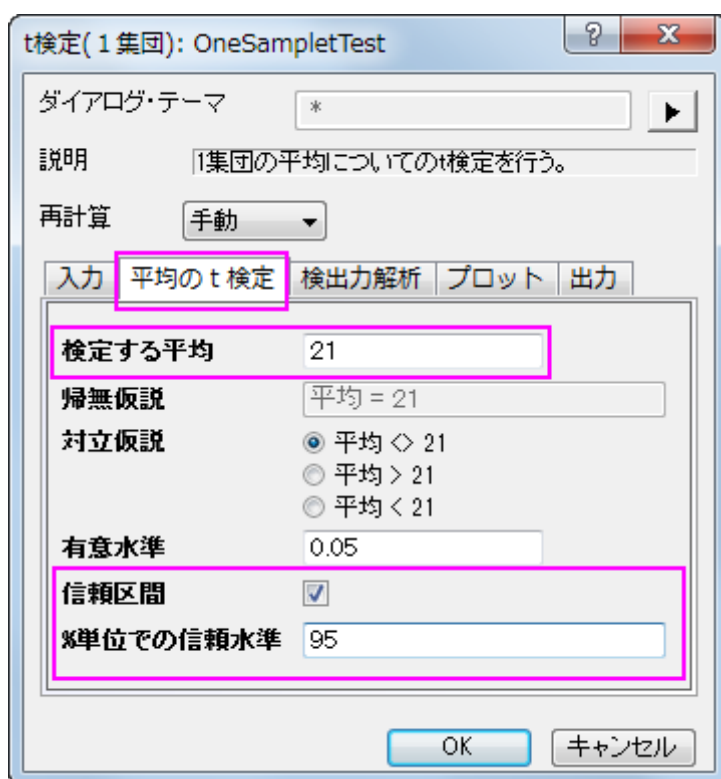 t検定(1集団): OneSampletTest
ダイアログ・テーマ *
説明 1集団の平均についてのt検定を行う。
再計算 手動
入力 平均のt検定 検出力解析 プロット 出力
検定する平均 21
帰無仮説 平均 = 21
対立仮説 平均 <> 21
平均 > 21
平均 < 21
有意水準 0.05
信頼区間
%単位での信頼水準 95
OK キャンセル